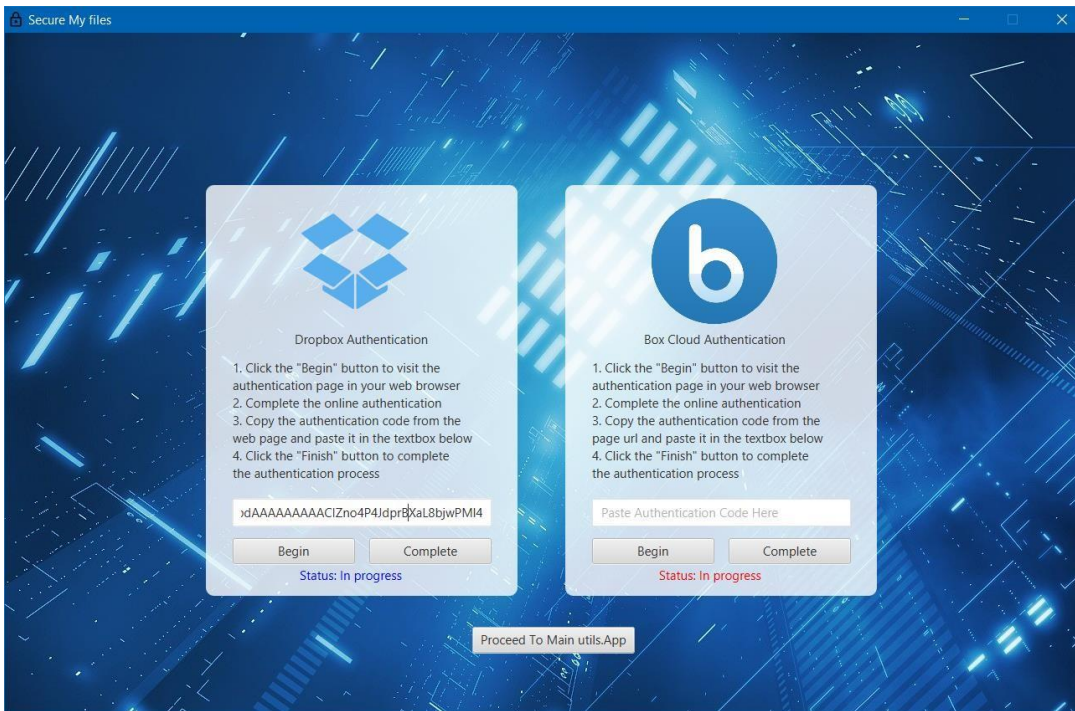 Secure My files
Dropbox Authentication
1. Click the "Begin" button to visit the
authentication page in your web browser
2. Complete the online authentication
3. Copy the authentication code from the
web page and paste it in the textbox below
4. Click the "Finish" button to complete
the authentication process
Begin
Complete
Status: In progress
b
Box Cloud Authentication
1. Click the "Begin" button to visit the
authentication page in your web browser
2. Complete the online authentication
3. Copy the authentication code from the
page url and paste it in the textbox below
4. Click the "Finish" button to complete
the authentication process
Paste Authentication Code Here
Begin
Complete
Status: In progress
Proceed To Main utils.App